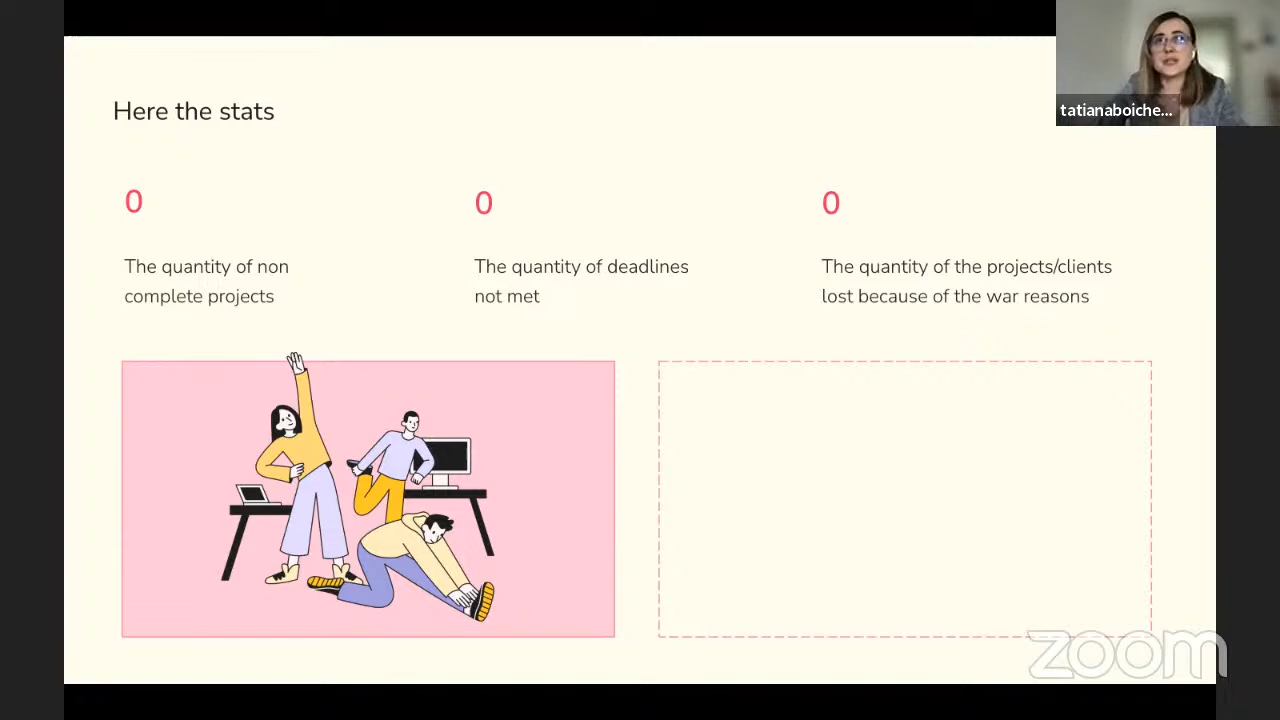 tatianaboiche...
Here the stats
0
The quantity of non
complete projects
0
The quantity of deadlines
not met
0
The quantity of the projects/clients
lost because of the war reasons
zoom